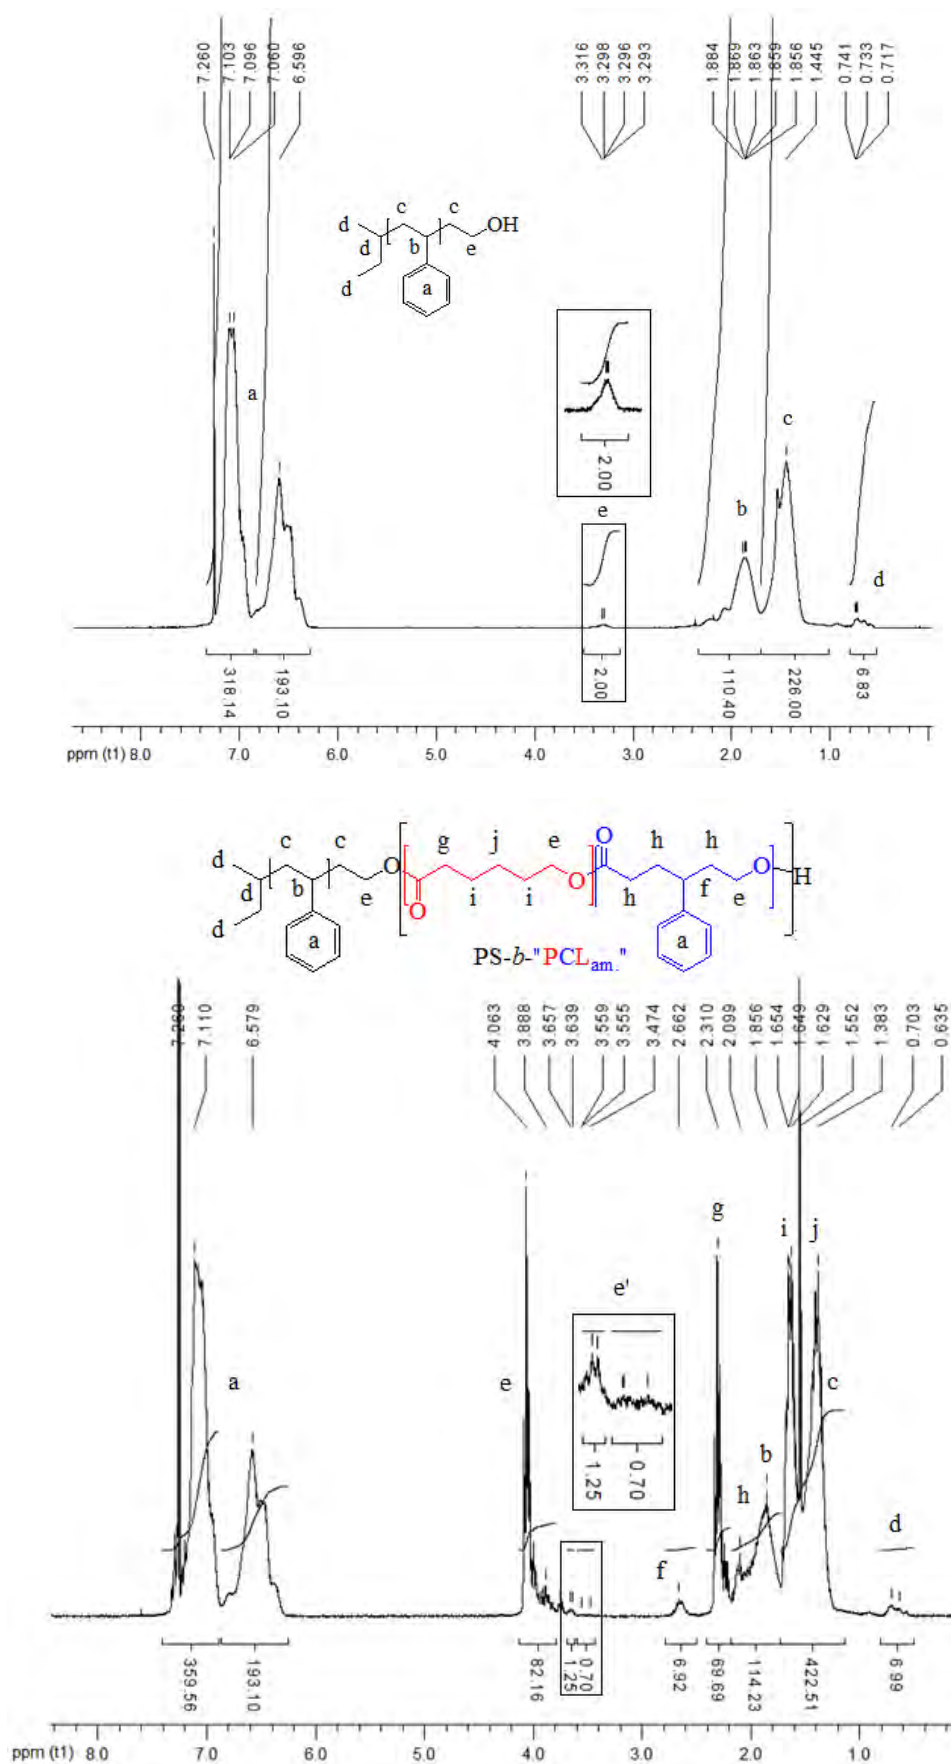 7.260 7.103 7.096 7.060 6.596 3.316 3.298 3.296 3.293 1.884 1.869 1.863 1.859 1.856 1.445 0.741 0.733 0.717
c c
d OH
d b e
d a
a
2.00
e
b
c
d
318.14 193.10 2.00 110.40 226.00 6.83
ppm (t1) 8.0 7.0 6.0 5.0 4.0 3.0 2.0 1.0
c c g j e O h h
d O O O H
d b e O i i h f e
d a a
PS-b-"PCLam."
7.110 6.576 4.063 3.888 3.657 3.639 3.559 3.555 3.474 2.662 2.310 2.099 1.856 1.654 1.649 1.629 1.532 1.383 0.703 0.635
g i j
e'
a
e
c
1.25 0.70
h b
f
d
359.56 193.10 82.16 1.25 0.70 6.92 69.69 114.23 422.51 6.99
ppm (t1) 8.0 7.0 6.0 5.0 4.0 3.0 2.0 1.0